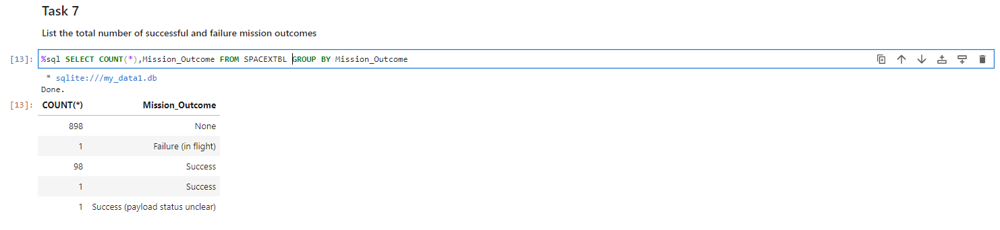 Task 7
List the total number of successful and failure mission outcomes
[13]: %sql SELECT COUNT(*),Mission_Outcome FROM SPACEXTBL GROUP BY Mission_Outcome
* sqlite:///my_data1.db
Done.
[13]: COUNT(*) Mission_Outcome
898 None
1 Failure (in flight)
98 Success
1 Success
1 Success (payload status unclear)